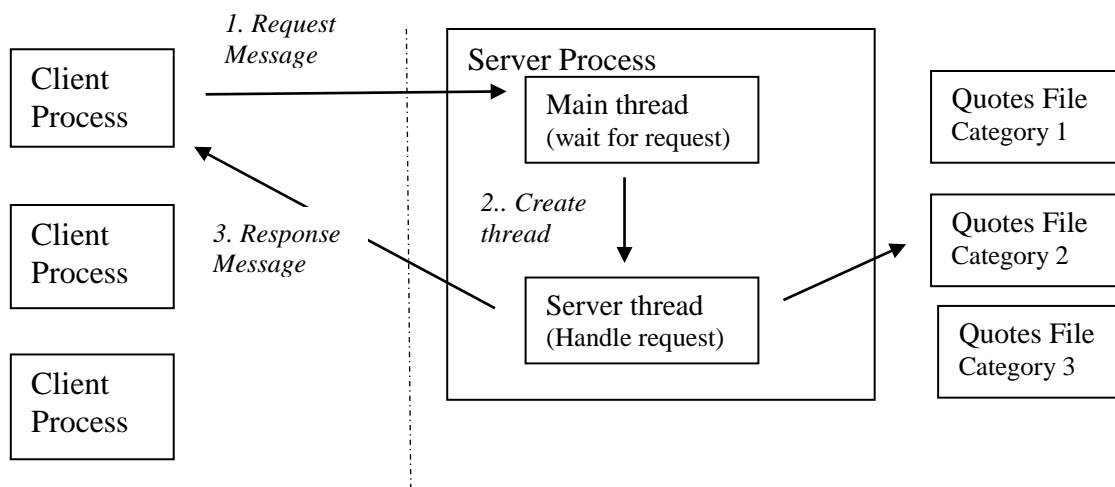 1. Request
Message
Client
Process
Server Process
Main thread
(wait for request)
Quotes File
Category 1
2.. Create
thread
Client
Process
3. Response
Message
Quotes File
Category 2
Server thread
(Handle request)
Quotes File
Category 3
Client
Process